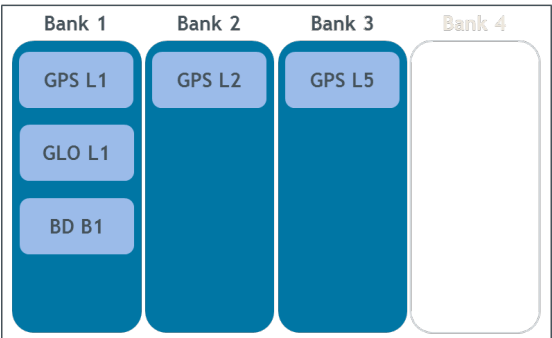 Bank 1 Bank 2 Bank 3 Bank 4
GPS L1 GPS L2 GPS L5
GLO L1
BD B1